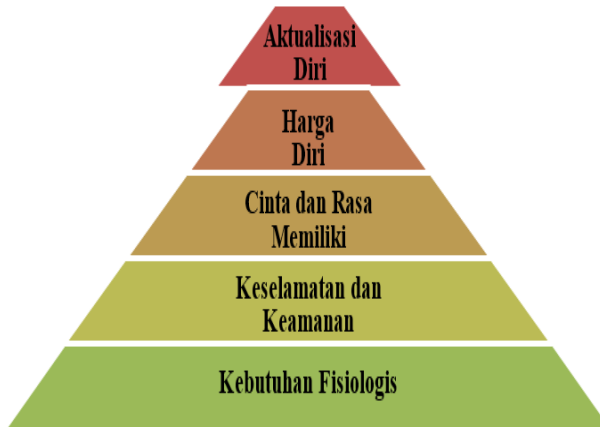 Aktualisasi
Diri
Harga
Diri
Cinta dan Rasa
Memiliki
Keselamatan dan
Keamanan
Kebutuhan Fisiologis